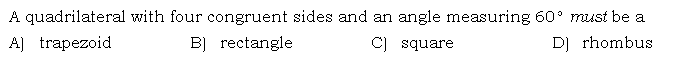 A quadrilateral with four congruent sides and an angle measuring 60° must be a
A) trapezoid B) rectangle C) square D) rhombus